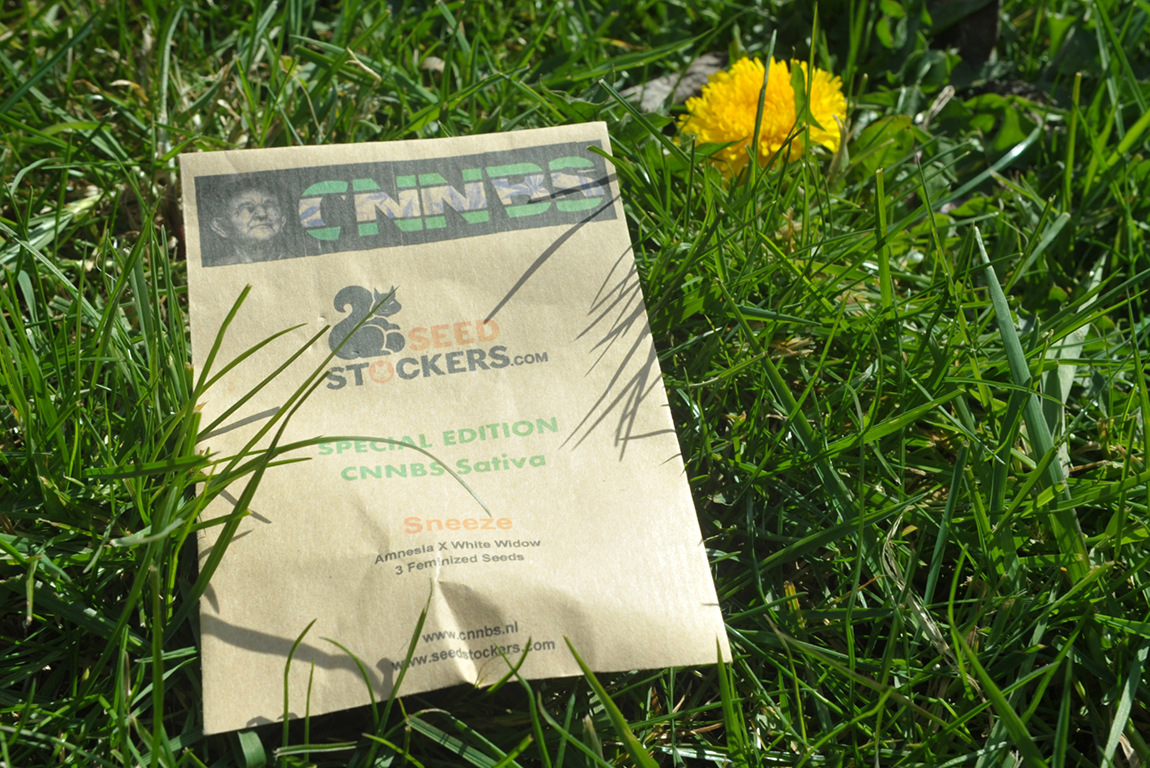 CNNBS
SEED
STOCKERS.COM
SPECIAL EDITION
CNNBS Sativa
Sneeze
Amnesia X White Widow
3 Feminized Seeds
www.cnnbs.nl
www.seedstockers.com